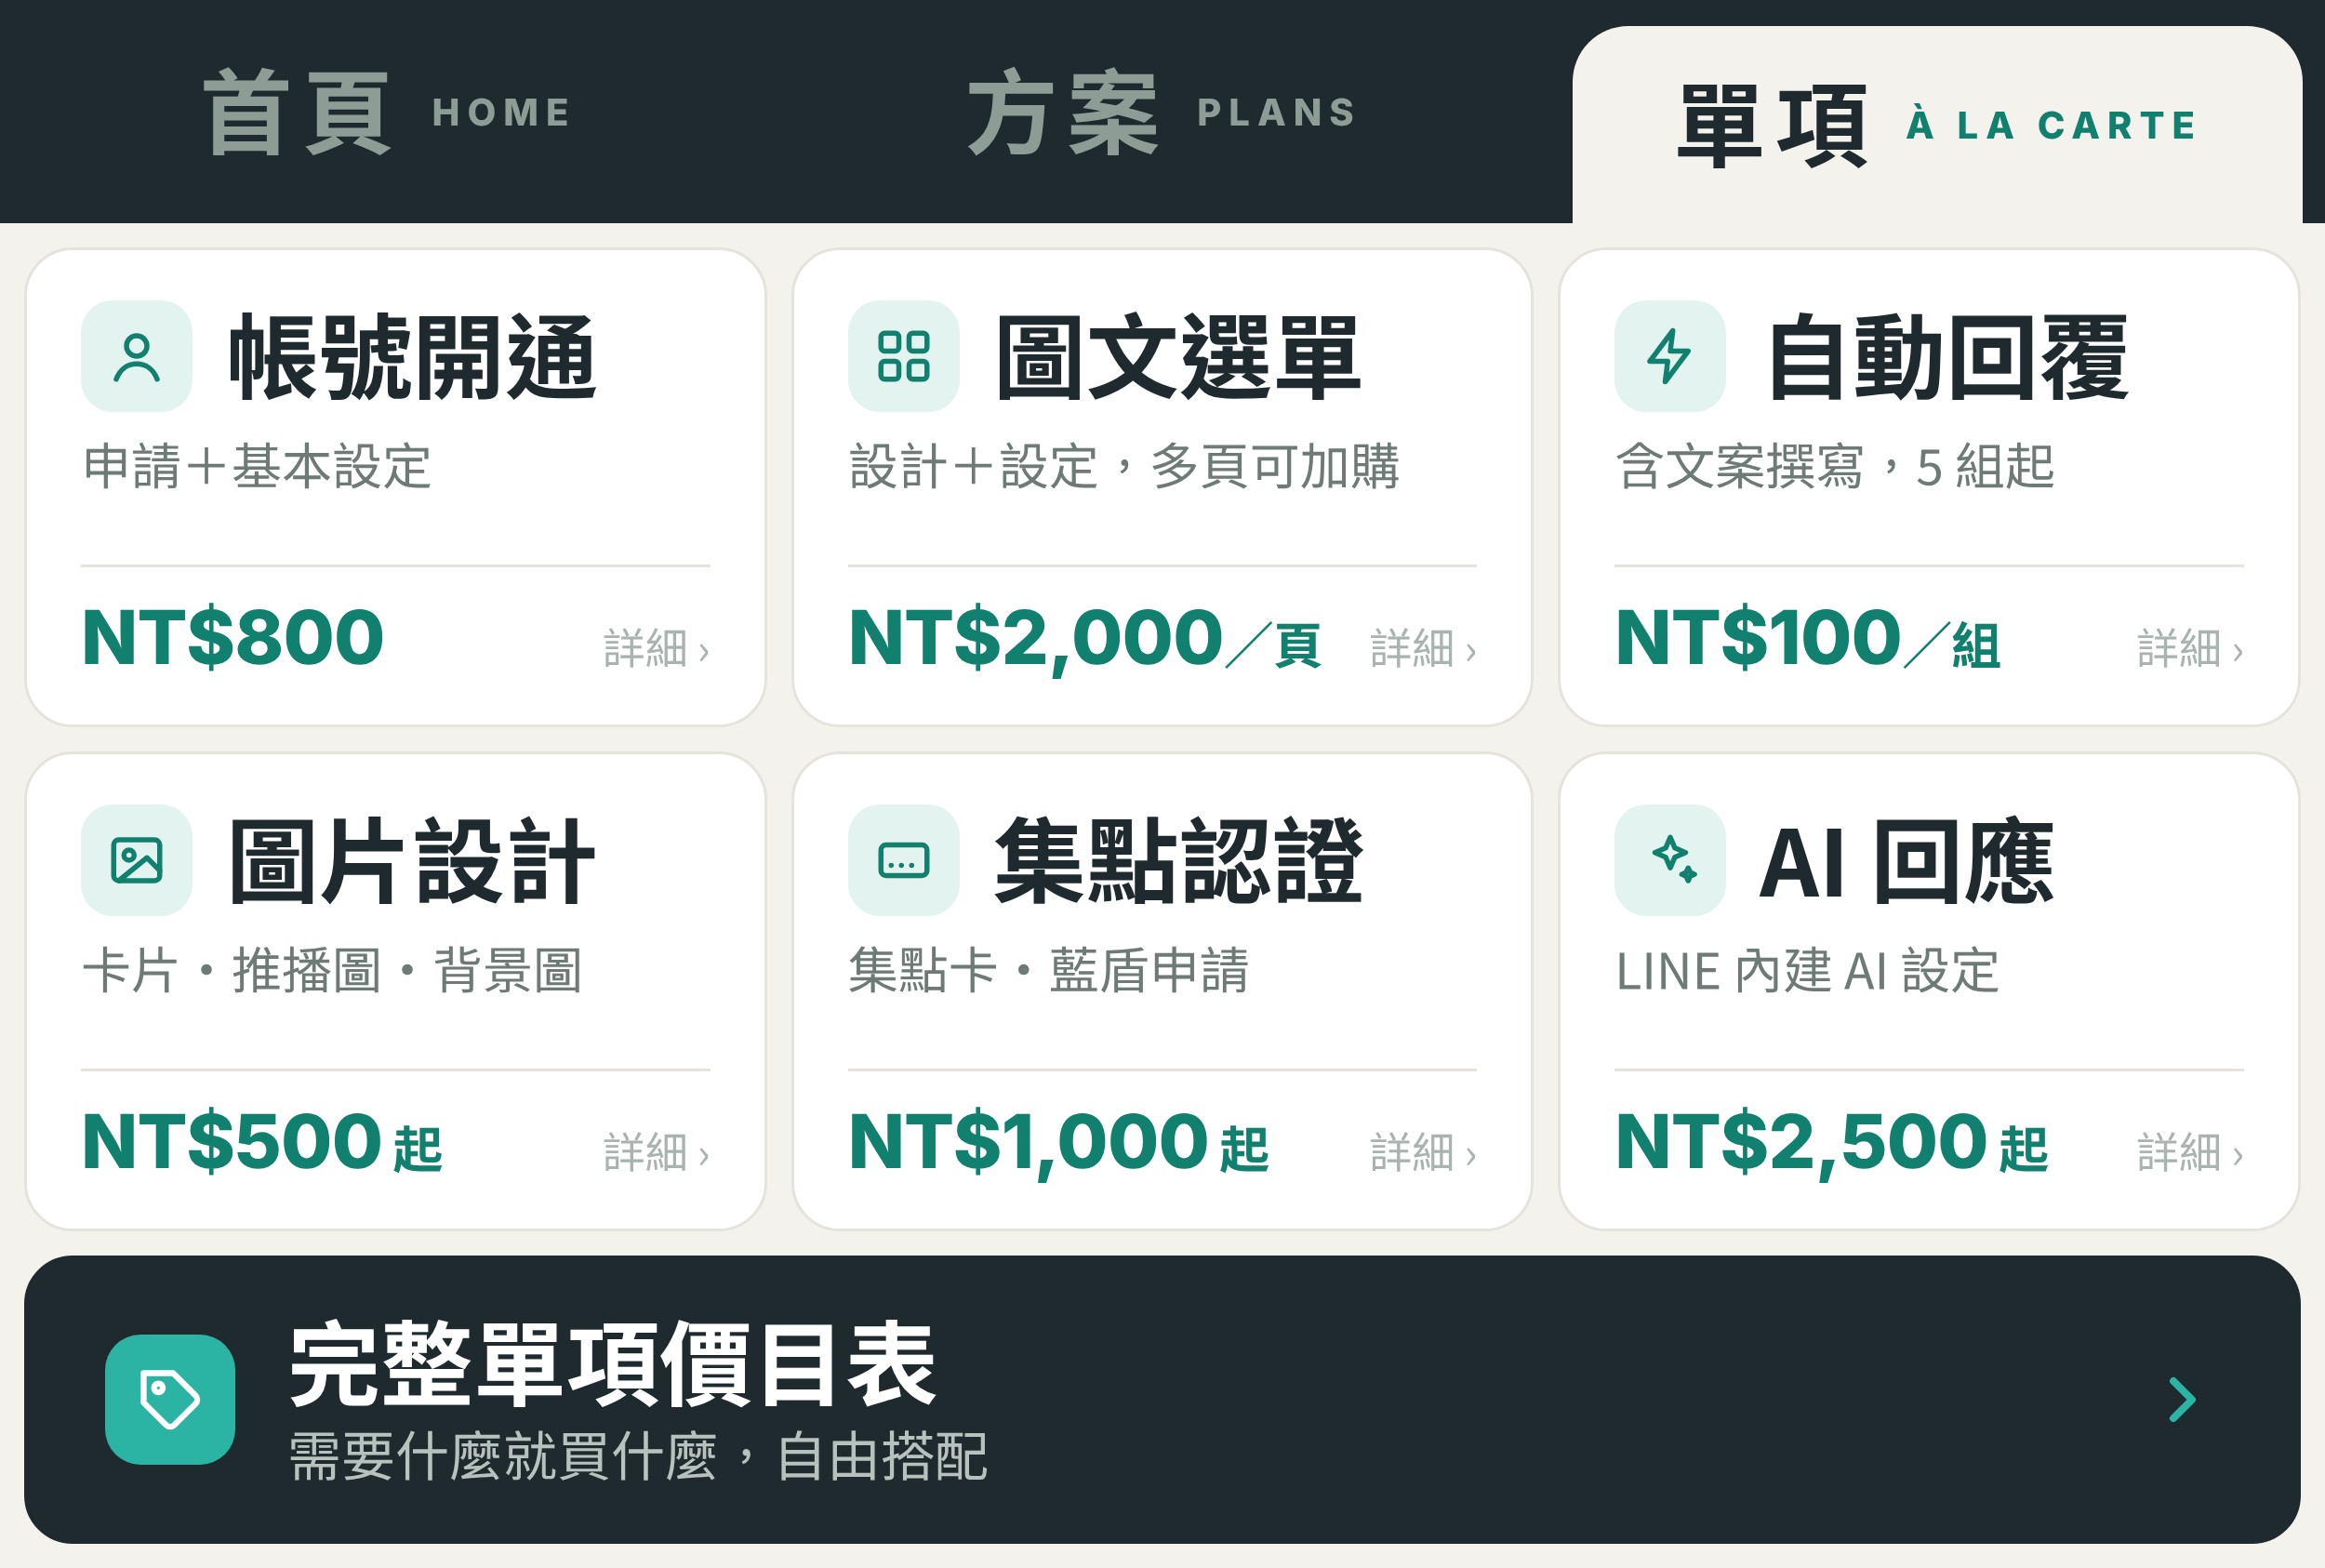 首頁 HOME
方案 PLANS
單項 À LA CARTE
帳號開通
申請＋基本設定
NT$800
詳細 ›
圖文選單
設計＋設定，多頁可加購
NT$2,000／頁
詳細 ›
自動回覆
含文案撰寫，5 組起
NT$100／組
詳細 ›
圖片設計
卡片・推播圖・背景圖
NT$500 起
詳細 ›
集點認證
集點卡・藍盾申請
NT$1,000 起
詳細 ›
AI 回應
LINE 內建 AI 設定
NT$2,500 起
詳細 ›
完整單項價目表
需要什麼就買什麼，自由搭配